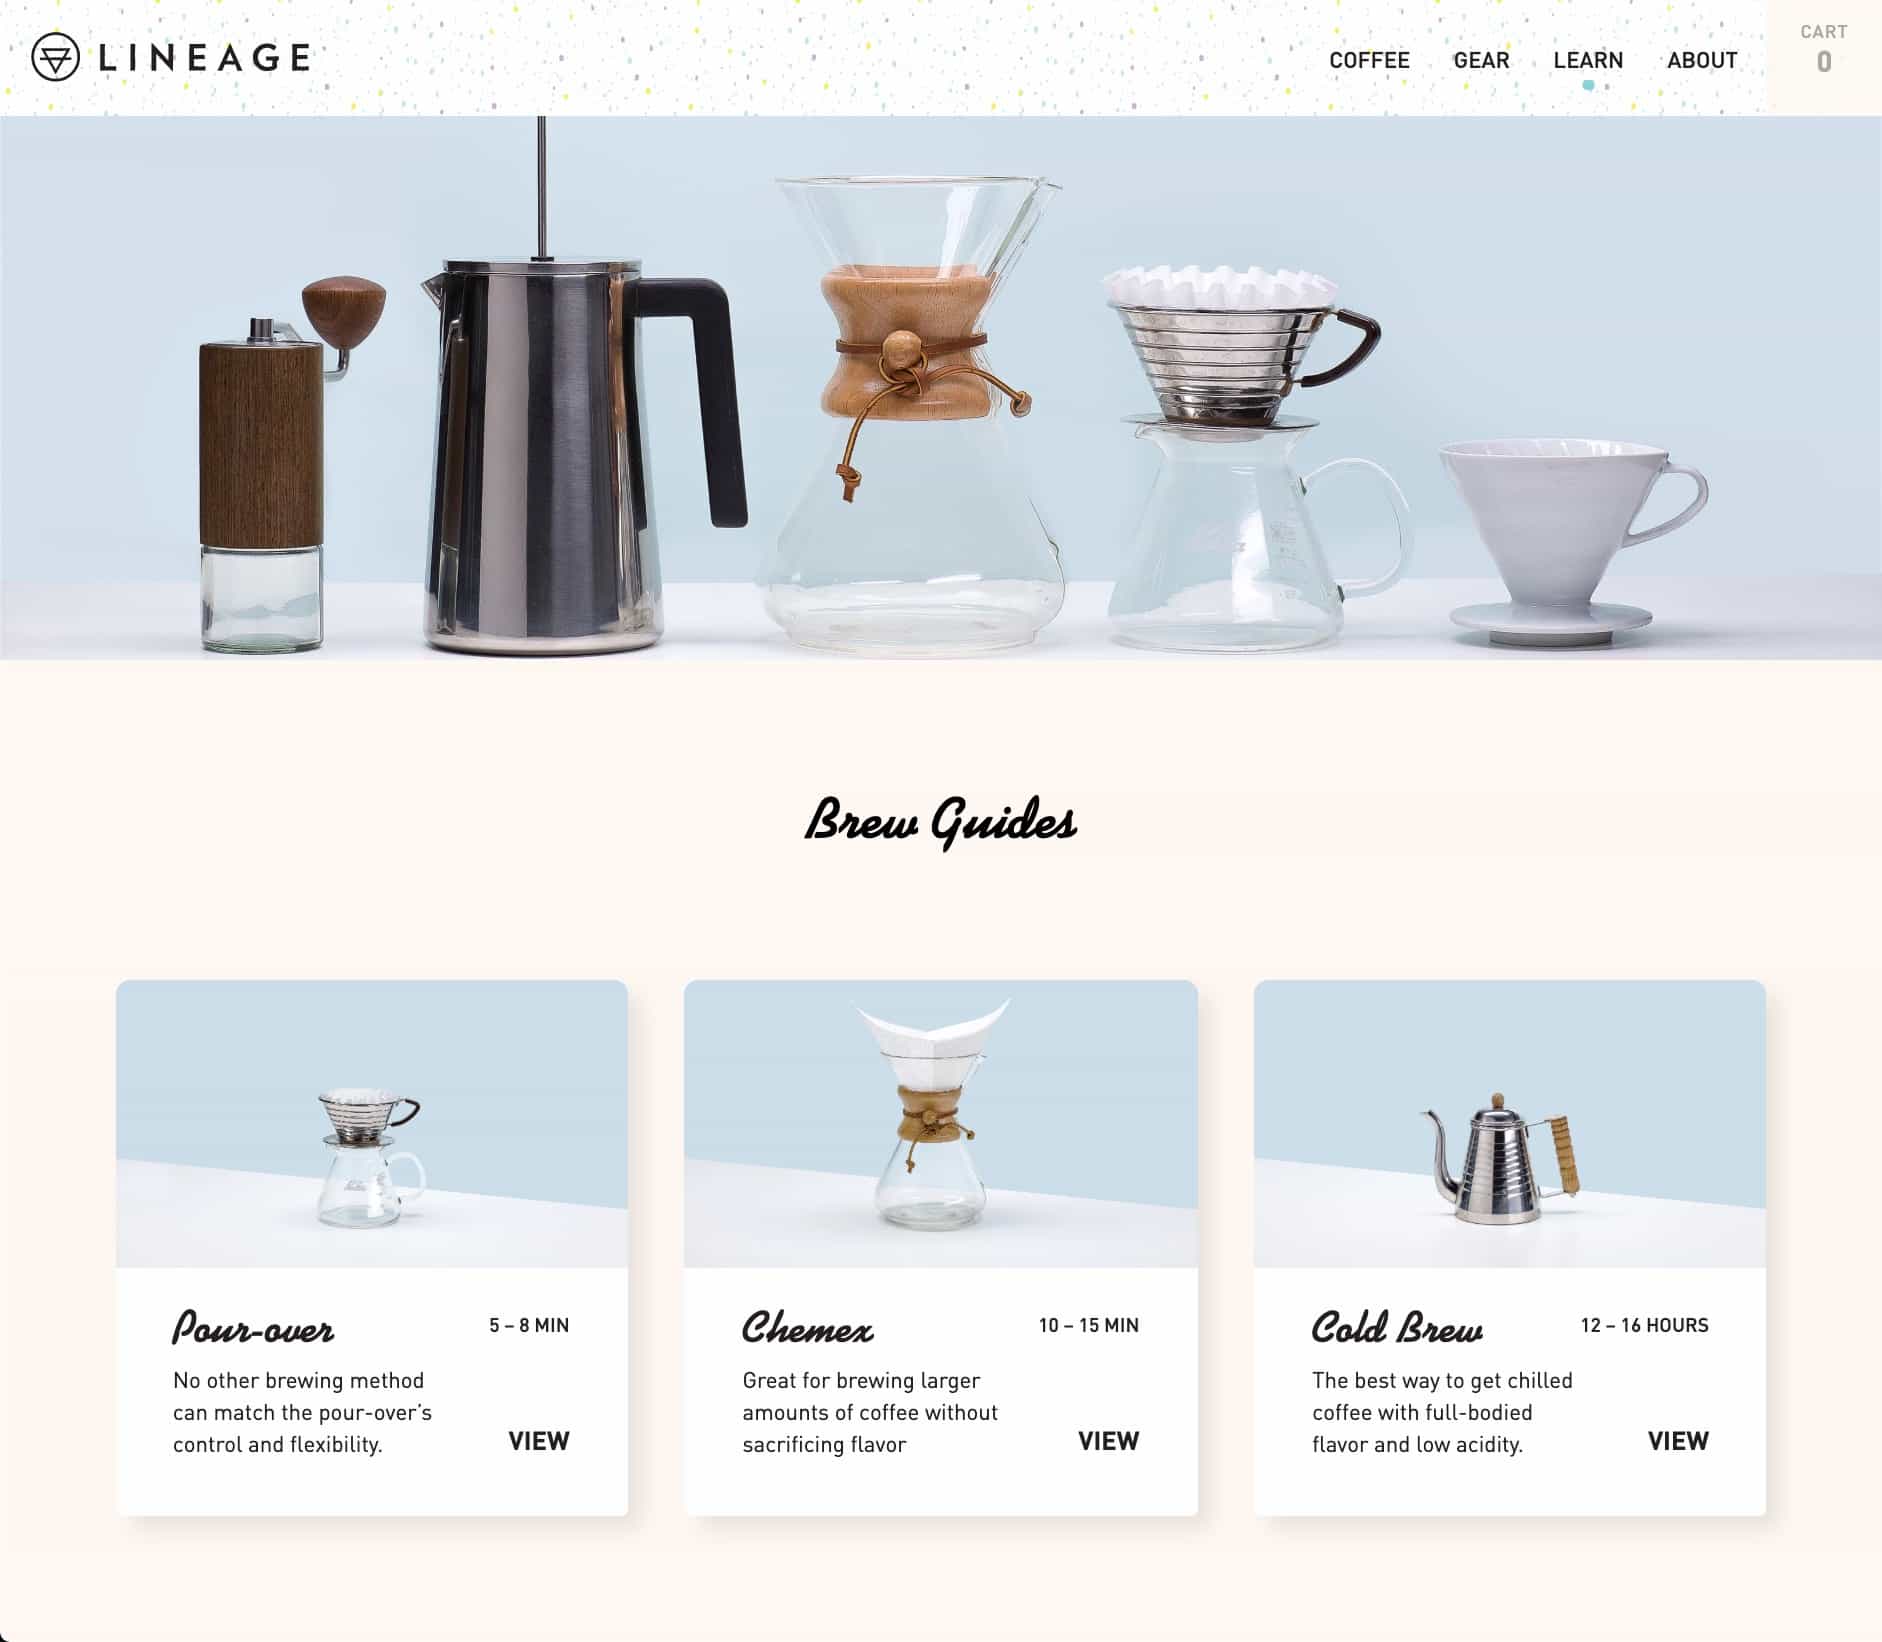 LINEAGE
COFFEE
GEAR
LEARN
ABOUT
CART
0
Brew Guides
Pour-over
5 – 8 MIN
No other brewing method
can match the pour-over’s
control and flexibility.
VIEW
Chemex
10 – 15 MIN
Great for brewing larger
amounts of coffee without
sacrificing flavor
VIEW
Cold Brew
12 – 16 HOURS
The best way to get chilled
coffee with full-bodied
flavor and low acidity.
VIEW